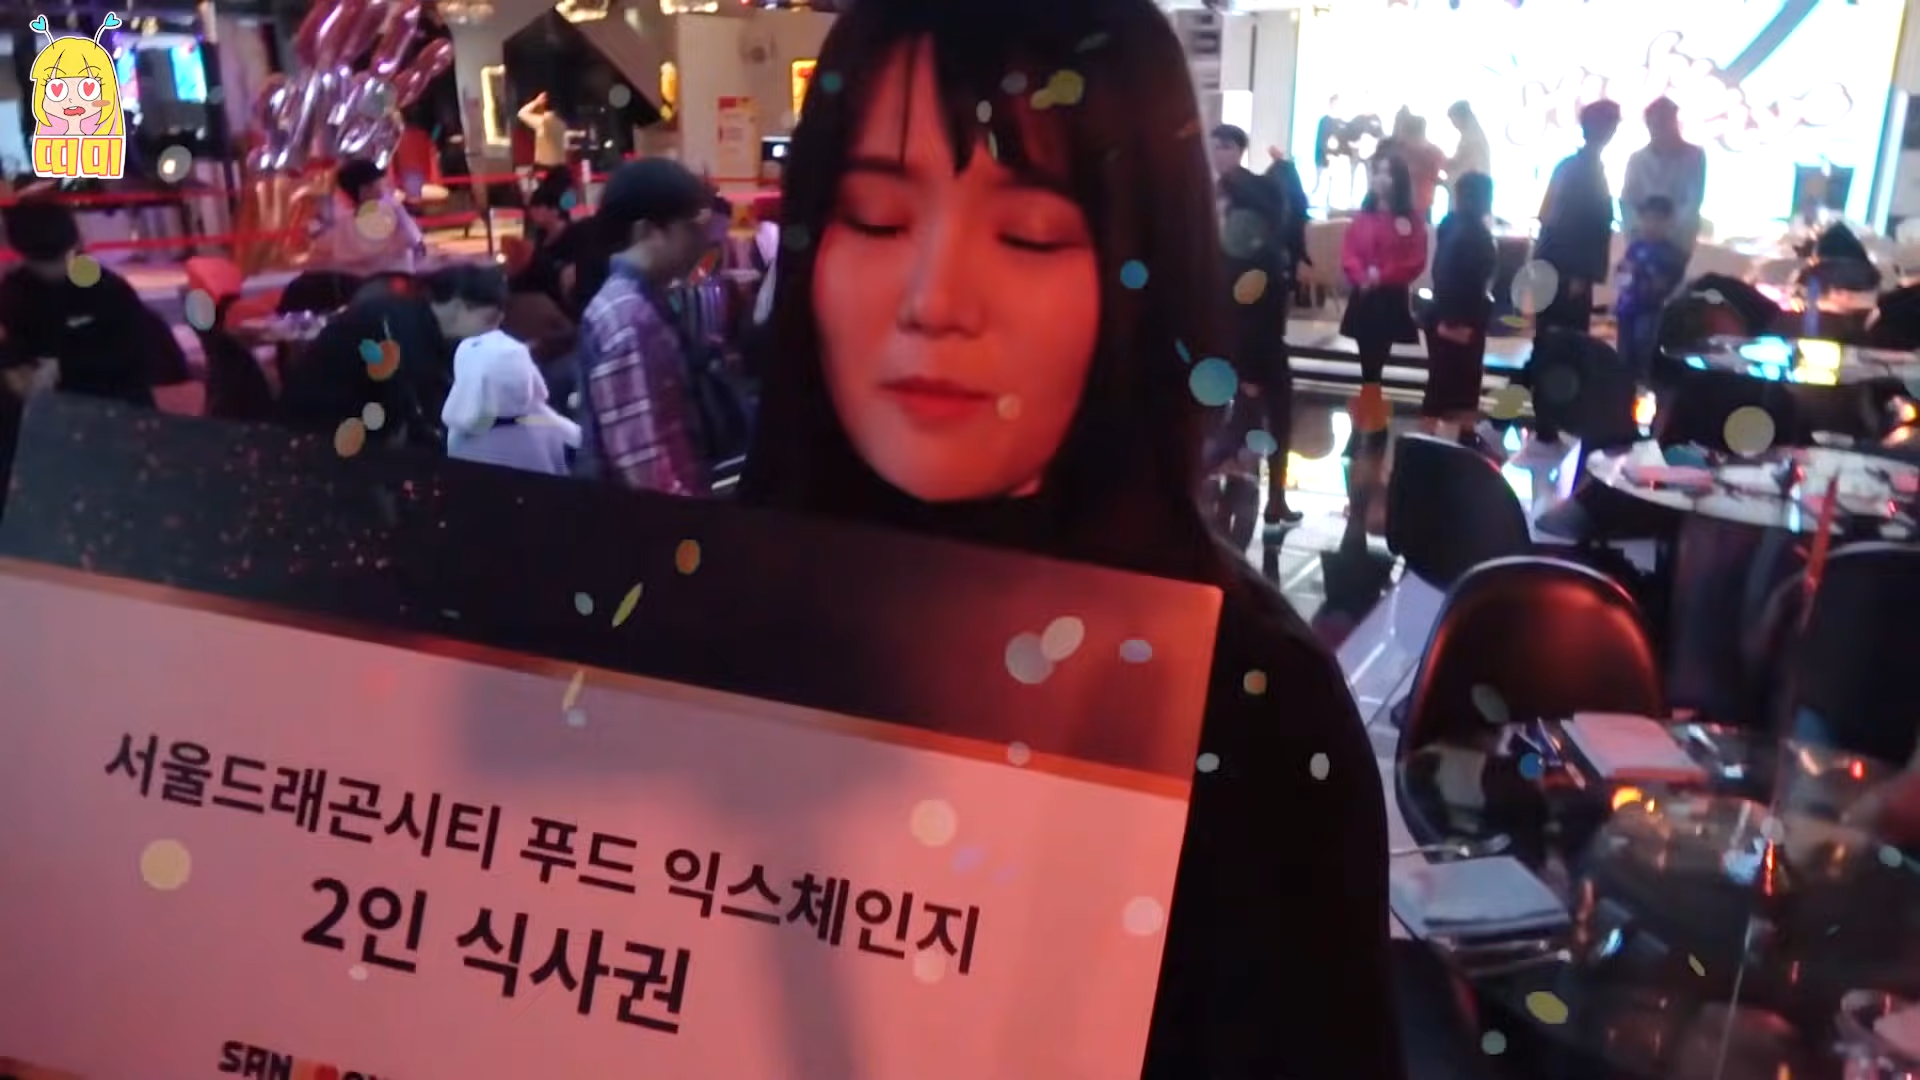 띠미
서울드래곤시티 푸드 익스체인지
2인 식사권